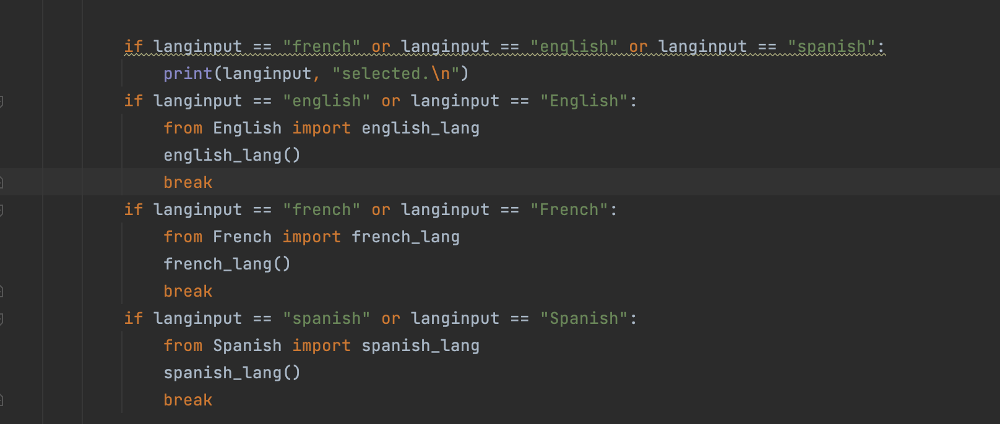 if langinput == "french" or langinput == "english" or langinput == "spanish":
    print(langinput, "selected.\n")
if langinput == "english" or langinput == "English":
    from English import english_lang
    english_lang()
    break
if langinput == "french" or langinput == "French":
    from French import french_lang
    french_lang()
    break
if langinput == "spanish" or langinput == "Spanish":
    from Spanish import spanish_lang
    spanish_lang()
    break